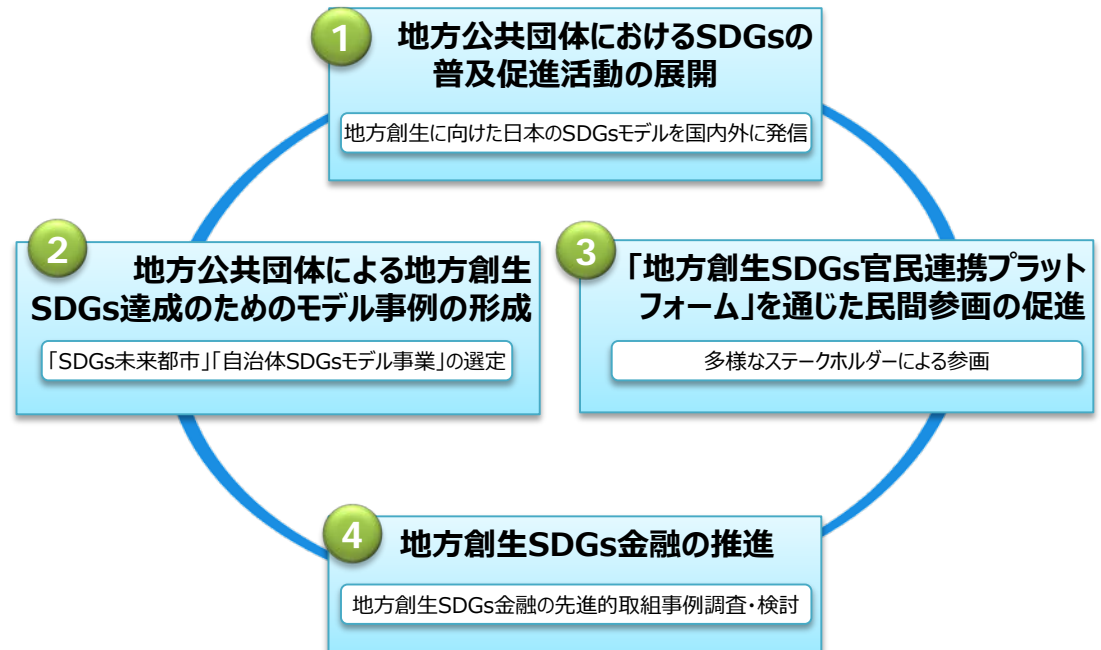 1
地方公共団体におけるSDGsの
普及促進活動の展開
地方創生に向けた日本のSDGsモデルを国内外に発信
2
地方公共団体による地方創生
SDGs達成のためのモデル事例の形成
「SDGs未来都市」「自治体SDGsモデル事業」の選定
3
「地方創生SDGs官民連携プラット
フォーム」を通じた民間参画の促進
多様なステークホルダーによる参画
4
地方創生SDGs金融の推進
地方創生SDGs金融の先進的取組事例調査・検討